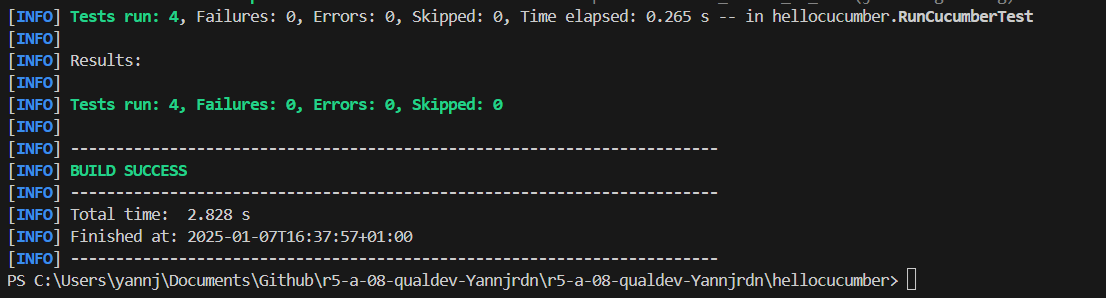 [INFO] Tests run: 4, Failures: 0, Errors: 0, Skipped: 0, Time elapsed: 0.265 s -- in hellocucumber.RunCucumberTest
[INFO]
[INFO] Results:
[INFO]
[INFO] Tests run: 4, Failures: 0, Errors: 0, Skipped: 0
[INFO]
[INFO] ------------------------------------------------------------------------
[INFO] BUILD SUCCESS
[INFO] ------------------------------------------------------------------------
[INFO] Total time:  2.828 s
[INFO] Finished at: 2025-01-07T16:37:57+01:00
[INFO] ------------------------------------------------------------------------
PS C:\Users\yannj\Documents\Github\r5-a-08-qualdev-Yannjrdn\r5-a-08-qualdev-Yannjrdn\hellocucumber>